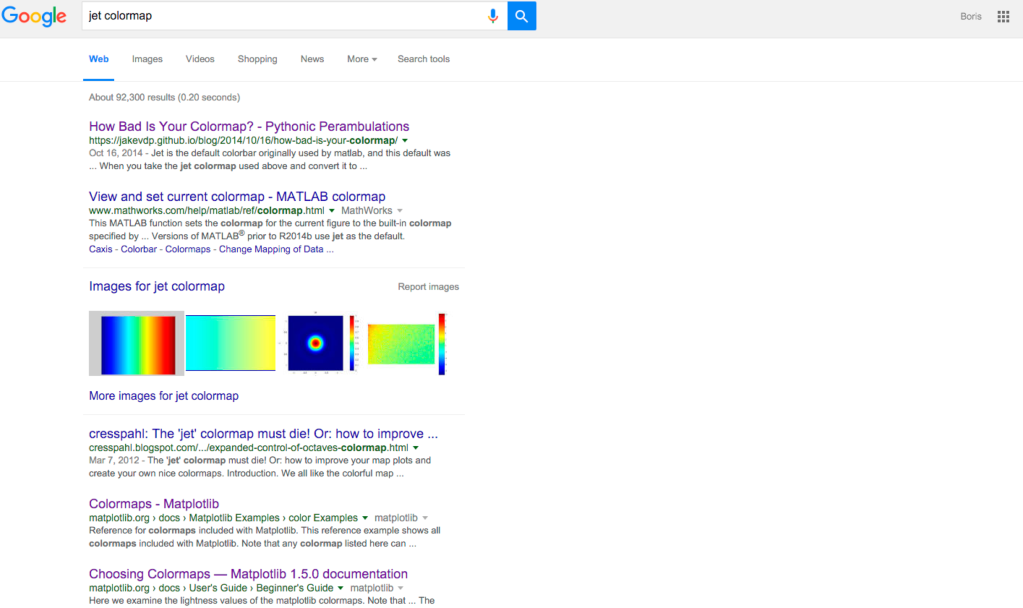 Google
jet colormap
Boris
Web Images Videos Shopping News More Search tools
About 92,300 results (0.20 seconds)
How Bad Is Your Colormap? - Pythonic Perambulations
https://jakevdp.github.io/blog/2014/10/16/how-bad-is-your-colormap/
Oct 16, 2014 - Jet is the default colorbar originally used by matlab, and this default was
... When you take the jet colormap used above and convert it to ...
View and set current colormap - MATLAB colormap
www.mathworks.com/help/matlab/ref/colormap.html MathWorks
This MATLAB function sets the colormap for the current figure to the built-in colormap
specified by ... Versions of MATLAB® prior to R2014b use jet as the default.
Caxis - Colorbar - Colormaps - Change Mapping of Data ...
Images for jet colormap
Report images
More images for jet colormap
cresspahl: The 'jet' colormap must die! Or: how to improve ...
cresspahl.blogspot.com/.../expanded-control-of-octaves-colormap.html
Mar 7, 2012 - The 'jet' colormap must die! Or: how to improve your map plots and
create your own nice colormaps. Introduction. We all like the colorful map ...
Colormaps - Matplotlib
matplotlib.org › docs › Matplotlib Examples › color Examples matplotlib
Reference for colormaps included with Matplotlib. This reference example shows all
colormaps included with Matplotlib. Note that any colormap listed here can ...
Choosing Colormaps — Matplotlib 1.5.0 documentation
matplotlib.org › docs › User's Guide › Beginner's Guide matplotlib
Here we examine the lightness values of the matplotlib colormaps. Note that ... The